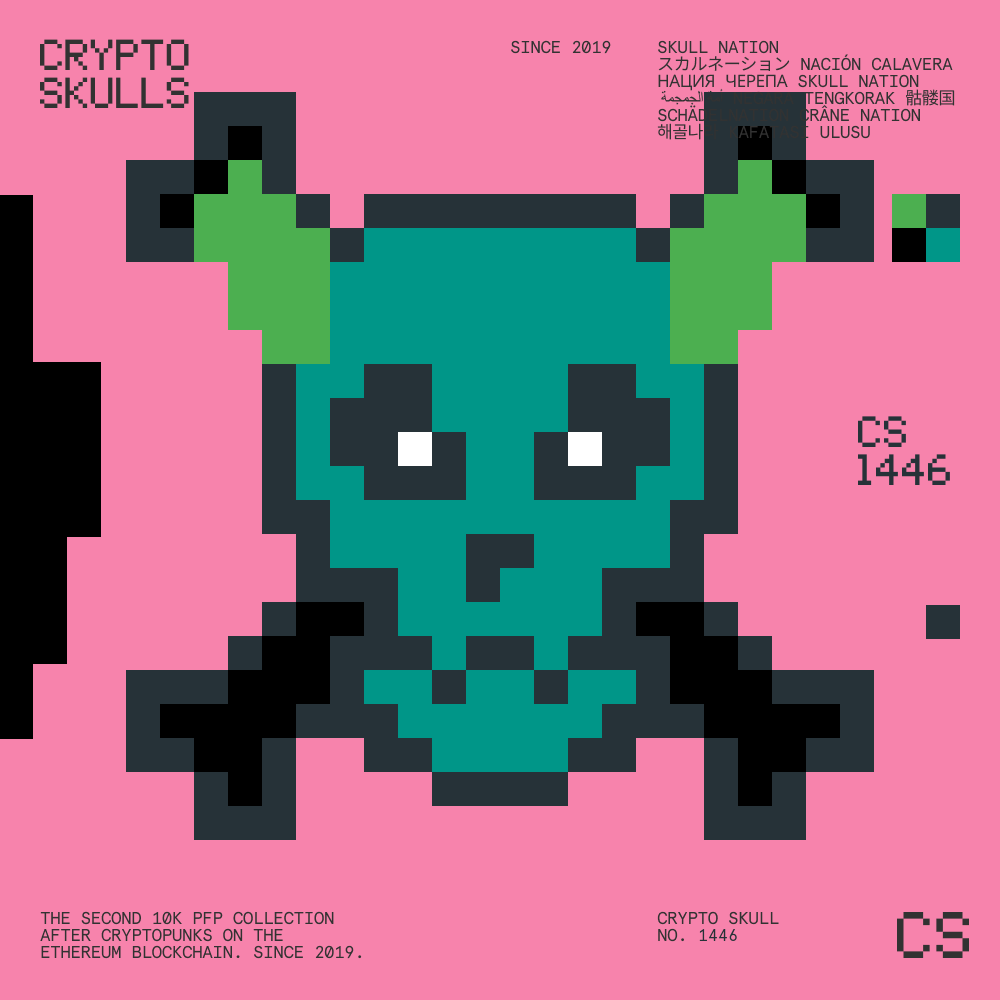 CRYPTO
SKULLS
SINCE 2019
SKULL NATION
スカルネーション NACIÓN CALAVERA
НАЦИЯ ЧЕРЕПА SKULL NATION
TENGKORAK 骷髅国
CRÂNE NATION
해골나 ULUSU
CS
1446
THE SECOND 10K PFP COLLECTION
AFTER CRYPTOPUNKS ON THE
ETHEREUM BLOCKCHAIN. SINCE 2019.
CRYPTO SKULL
NO. 1446
CS